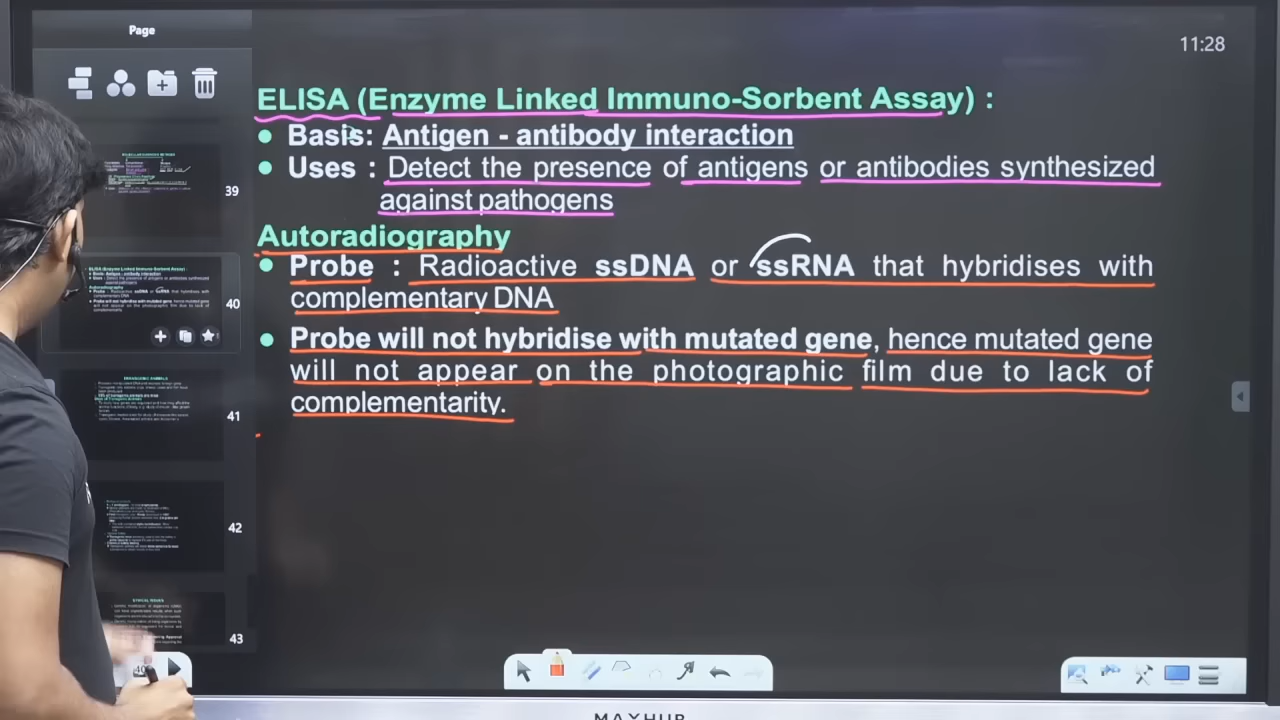 Page
11:28
ELISA (Enzyme Linked Immuno-Sorbent Assay) :
● Basis: Antigen - antibody interaction
● Uses : Detect the presence of antigens or antibodies synthesized
against pathogens
Autoradiography
● Probe : Radioactive ssDNA or ssRNA that hybridises with
complementary DNA
● Probe will not hybridise with mutated gene, hence mutated gene
will not appear on the photographic film due to lack of
complementarity.
39
40
41
42
43
40
MAXHUB